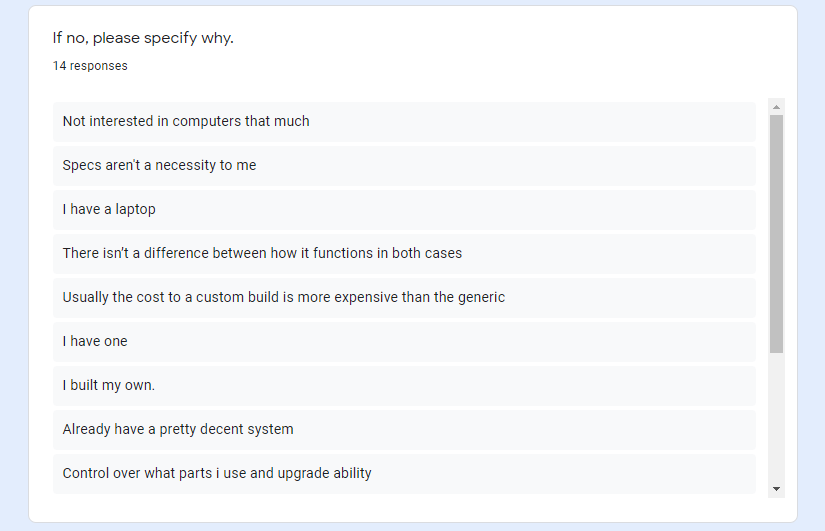 If no, please specify why.
14 responses
Not interested in computers that much
Specs aren't a necessity to me
I have a laptop
There isn’t a difference between how it functions in both cases
Usually the cost to a custom build is more expensive than the generic
I have one
I built my own.
Already have a pretty decent system
Control over what parts i use and upgrade ability